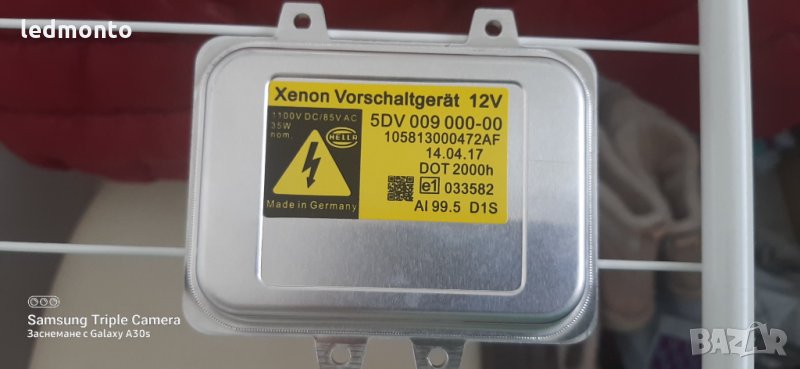 ledmonto
Xenon Vorschaltgerät 12V
1100V DC/85V AC
35W
nom.
HELLA
5DV 009 000-00
105813000472AF
14.04.17
DOT 2000h
e1 033582
Made in Germany
Al 99.5 D1S
Samsung Triple Camera
Заснемане с Galaxy A30s
BAZAR